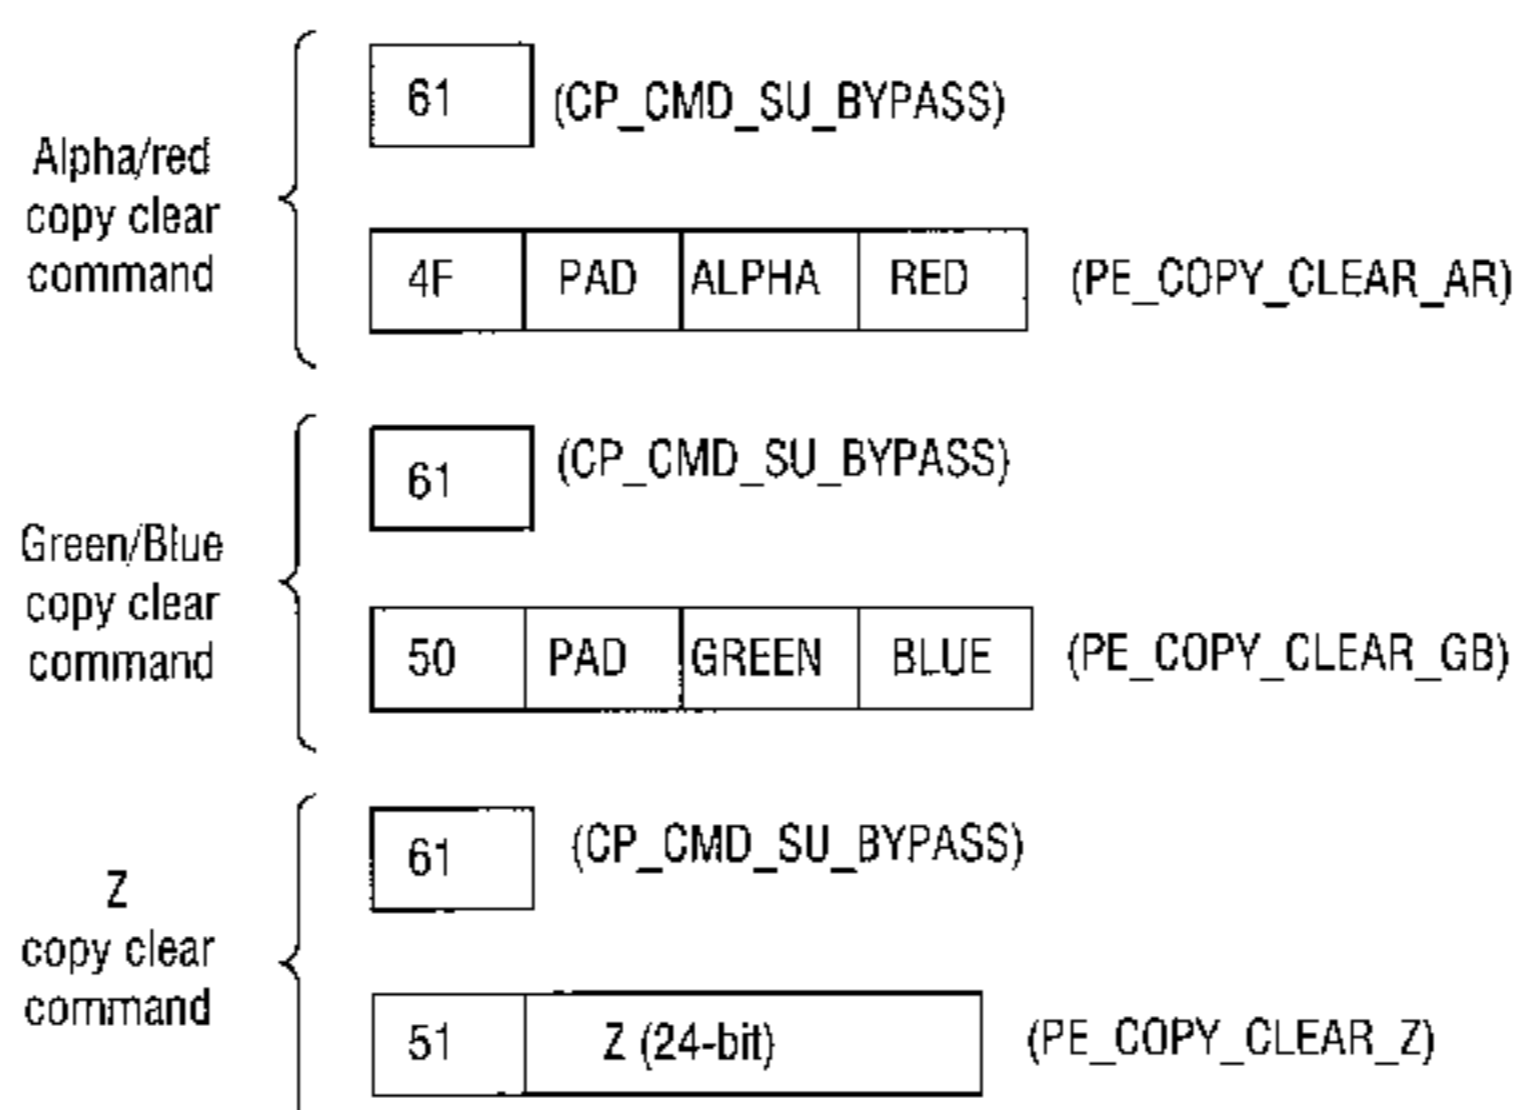 Alpha/red
copy clear
command
61 (CP_CMD_SU_BYPASS)
4F PAD ALPHA RED (PE_COPY_CLEAR_AR)
Green/Blue
copy clear
command
61 (CP_CMD_SU_BYPASS)
50 PAD GREEN BLUE (PE_COPY_CLEAR_GB)
Z
copy clear
command
61 (CP_CMD_SU_BYPASS)
51 Z (24-bit) (PE_COPY_CLEAR_Z)